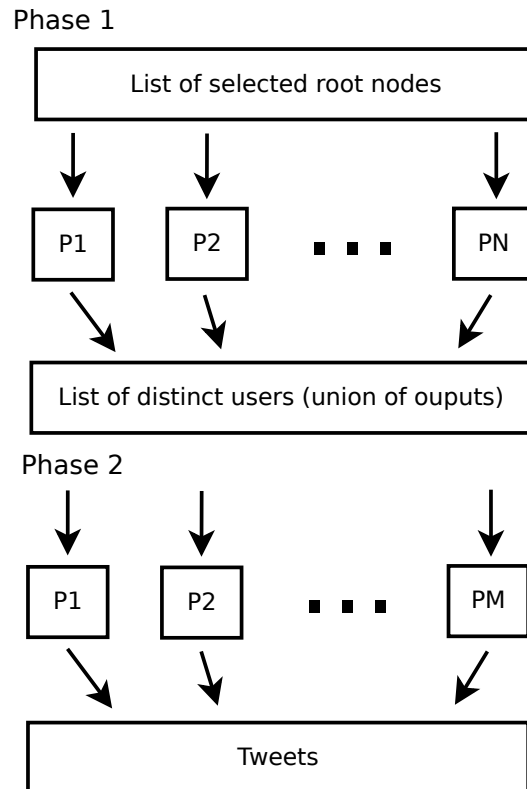 Phase 1
List of selected root nodes
P1 P2 PN
List of distinct users (union of ouputs)
Phase 2
P1 P2 PM
Tweets